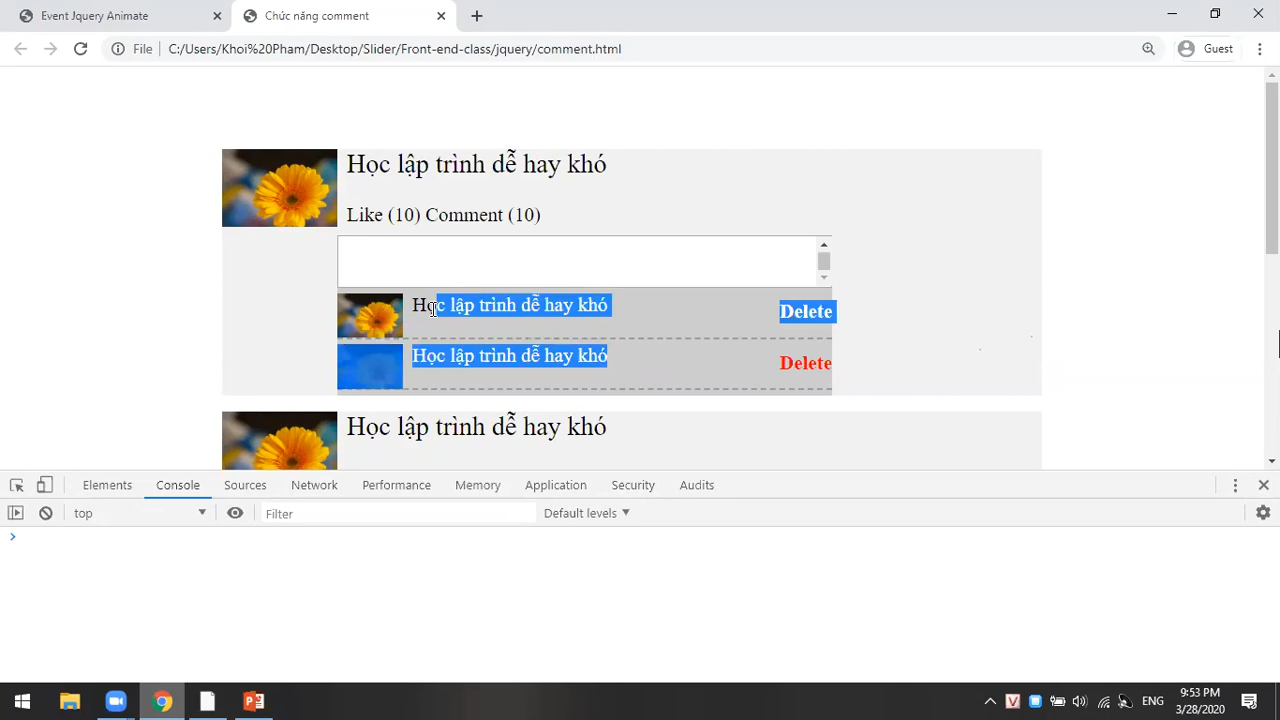 Event Jquery Animate
Chức năng comment
File
C:/Users/Khoi%20Pham/Desktop/Slider/Front-end-class/jquery/comment.html
Guest
Học lập trình dễ hay khó
Like (10) Comment (10)
Học lập trình dễ hay khó
Delete
Học lập trình dễ hay khó
Delete
Học lập trình dễ hay khó
Elements
Console
Sources
Network
Performance
Memory
Application
Security
Audits
top
Filter
Default levels
ENG
9:53 PM
3/28/2020